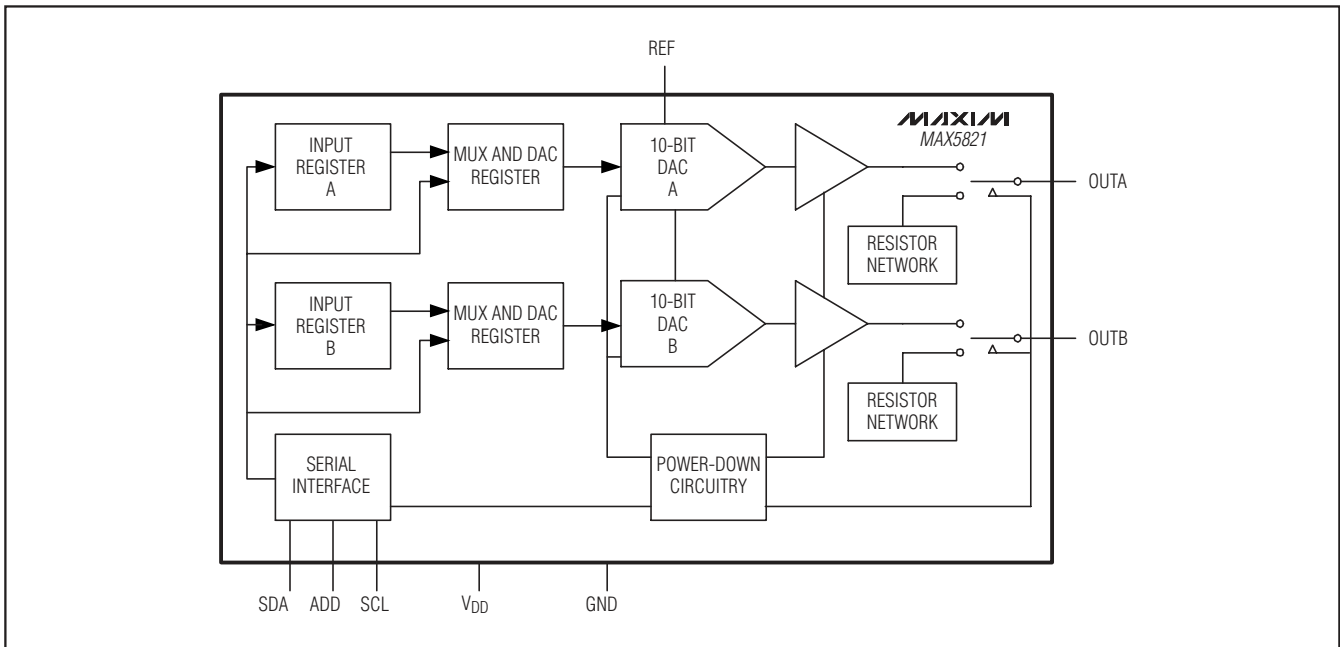 REF
MAXIM
MAX5821
INPUT
REGISTER
A
MUX AND DAC
REGISTER
10-BIT
DAC
A
OUTA
RESISTOR
NETWORK
INPUT
REGISTER
B
MUX AND DAC
REGISTER
10-BIT
DAC
B
OUTB
RESISTOR
NETWORK
SERIAL
INTERFACE
POWER-DOWN
CIRCUITRY
SDA ADD SCL VDD GND